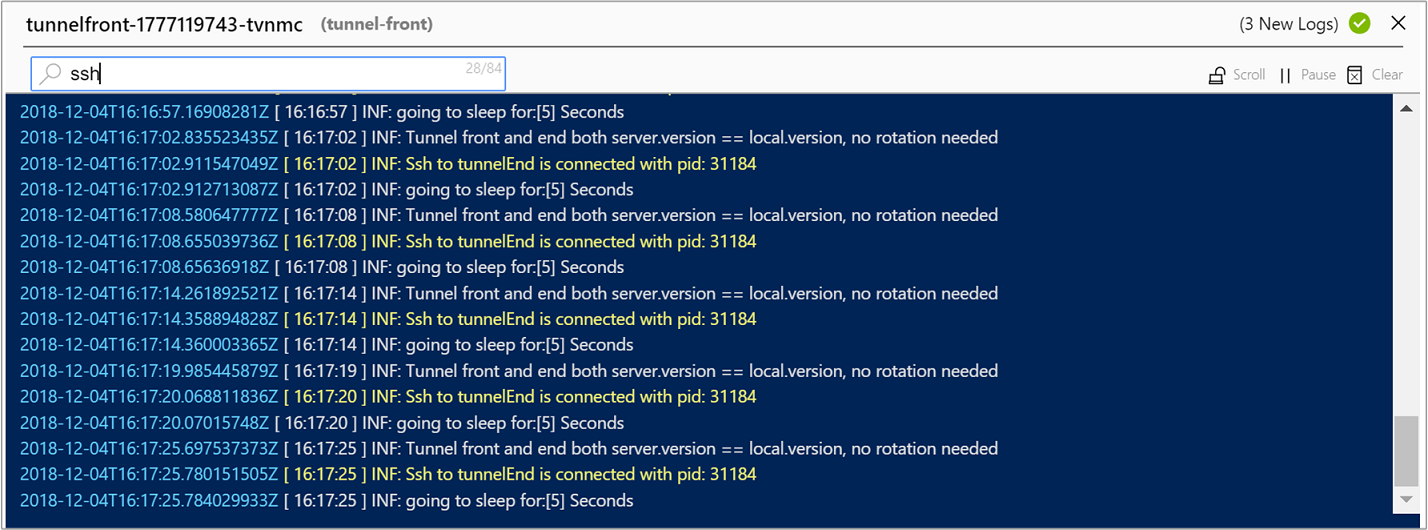 tunnelfront-1777119743-tvnmc (tunnel-front) (3 New Logs)
ssh 28/84 Scroll Pause Clear
2018-12-04T16:16:57.16908281Z [ 16:16:57 ] INF: going to sleep for:[5] Seconds
2018-12-04T16:17:02.835523435Z [ 16:17:02 ] INF: Tunnel front and end both server.version == local.version, no rotation needed
2018-12-04T16:17:02.911547049Z [ 16:17:02 ] INF: Ssh to tunnelEnd is connected with pid: 31184
2018-12-04T16:17:02.912713087Z [ 16:17:02 ] INF: going to sleep for:[5] Seconds
2018-12-04T16:17:08.580647777Z [ 16:17:08 ] INF: Tunnel front and end both server.version == local.version, no rotation needed
2018-12-04T16:17:08.655039736Z [ 16:17:08 ] INF: Ssh to tunnelEnd is connected with pid: 31184
2018-12-04T16:17:08.65636918Z [ 16:17:08 ] INF: going to sleep for:[5] Seconds
2018-12-04T16:17:14.261892521Z [ 16:17:14 ] INF: Tunnel front and end both server.version == local.version, no rotation needed
2018-12-04T16:17:14.358894828Z [ 16:17:14 ] INF: Ssh to tunnelEnd is connected with pid: 31184
2018-12-04T16:17:14.360003365Z [ 16:17:14 ] INF: going to sleep for:[5] Seconds
2018-12-04T16:17:19.985445879Z [ 16:17:19 ] INF: Tunnel front and end both server.version == local.version, no rotation needed
2018-12-04T16:17:20.068811836Z [ 16:17:20 ] INF: Ssh to tunnelEnd is connected with pid: 31184
2018-12-04T16:17:20.07015748Z [ 16:17:20 ] INF: going to sleep for:[5] Seconds
2018-12-04T16:17:25.697537373Z [ 16:17:25 ] INF: Tunnel front and end both server.version == local.version, no rotation needed
2018-12-04T16:17:25.780151505Z [ 16:17:25 ] INF: Ssh to tunnelEnd is connected with pid: 31184
2018-12-04T16:17:25.784029933Z [ 16:17:25 ] INF: going to sleep for:[5] Seconds